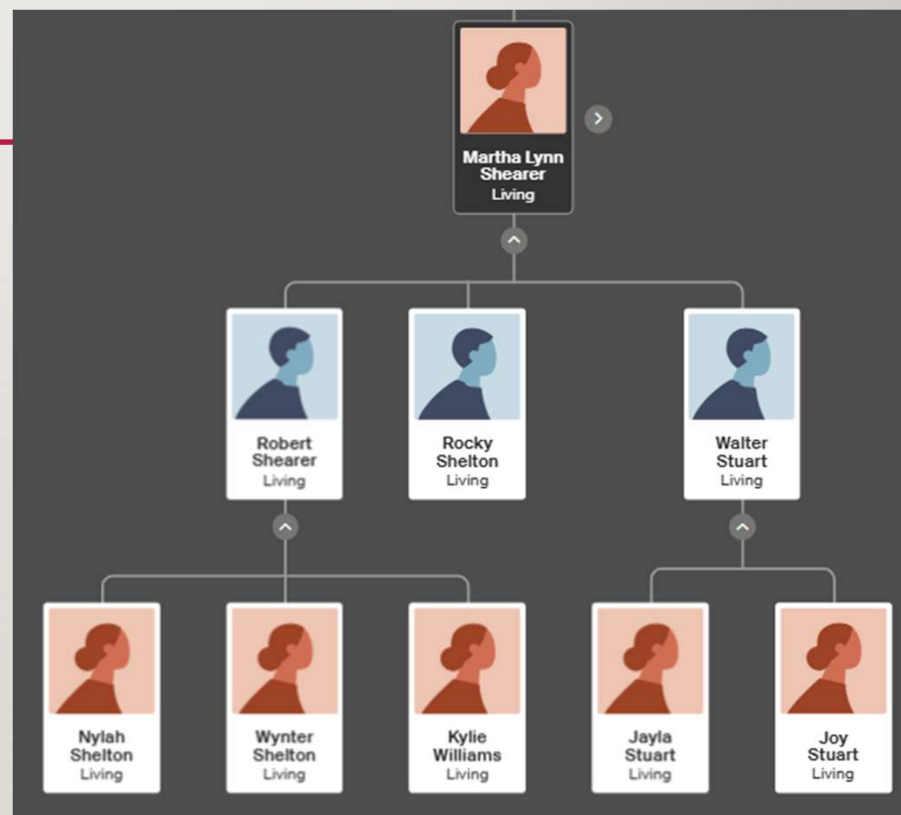 Martha Lynn
Shearer
Living
Robert
Shearer
Living
Rocky
Shelton
Living
Walter
Stuart
Living
Nylah
Shelton
Living
Wynter
Shelton
Living
Kylie
Williams
Living
Jayla
Stuart
Living
Joy
Stuart
Living